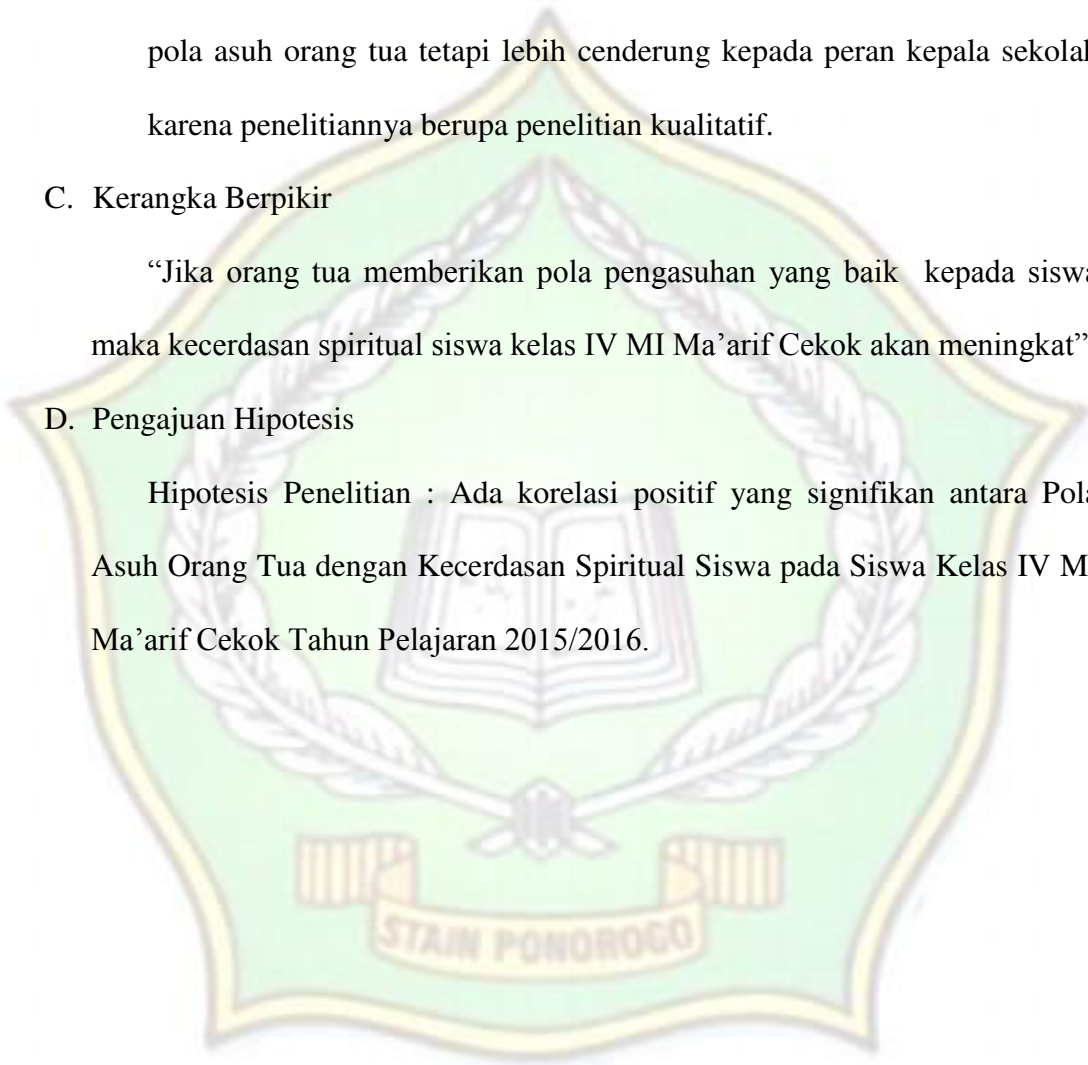 pola asuh orang tua tetapi lebih cenderung kepada peran kepala sekolah
karena penelitiannya berupa penelitian kualitatif.
C. Kerangka Berpikir
“Jika orang tua memberikan pola pengasuhan yang baik kepada siswa
maka kecerdasan spiritual siswa kelas IV MI Ma’arif Cekok akan meningkat”
D. Pengajuan Hipotesis
Hipotesis Penelitian : Ada korelasi positif yang signifikan antara Pola
Asuh Orang Tua dengan Kecerdasan Spiritual Siswa pada Siswa Kelas IV MI
Ma’arif Cekok Tahun Pelajaran 2015/2016.
STAIN PONOROGO